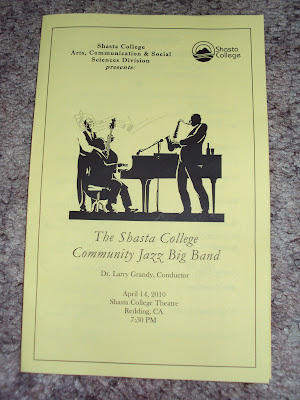 Shasta College
Arts, Communication & Social
Sciences Division
presents:
Shasta
College
The Shasta College
Community Jazz Big Band
Dr. Larry Grandy, Conductor
April 14, 2010
Shasta College Theatre
Redding, CA
7:30 PM